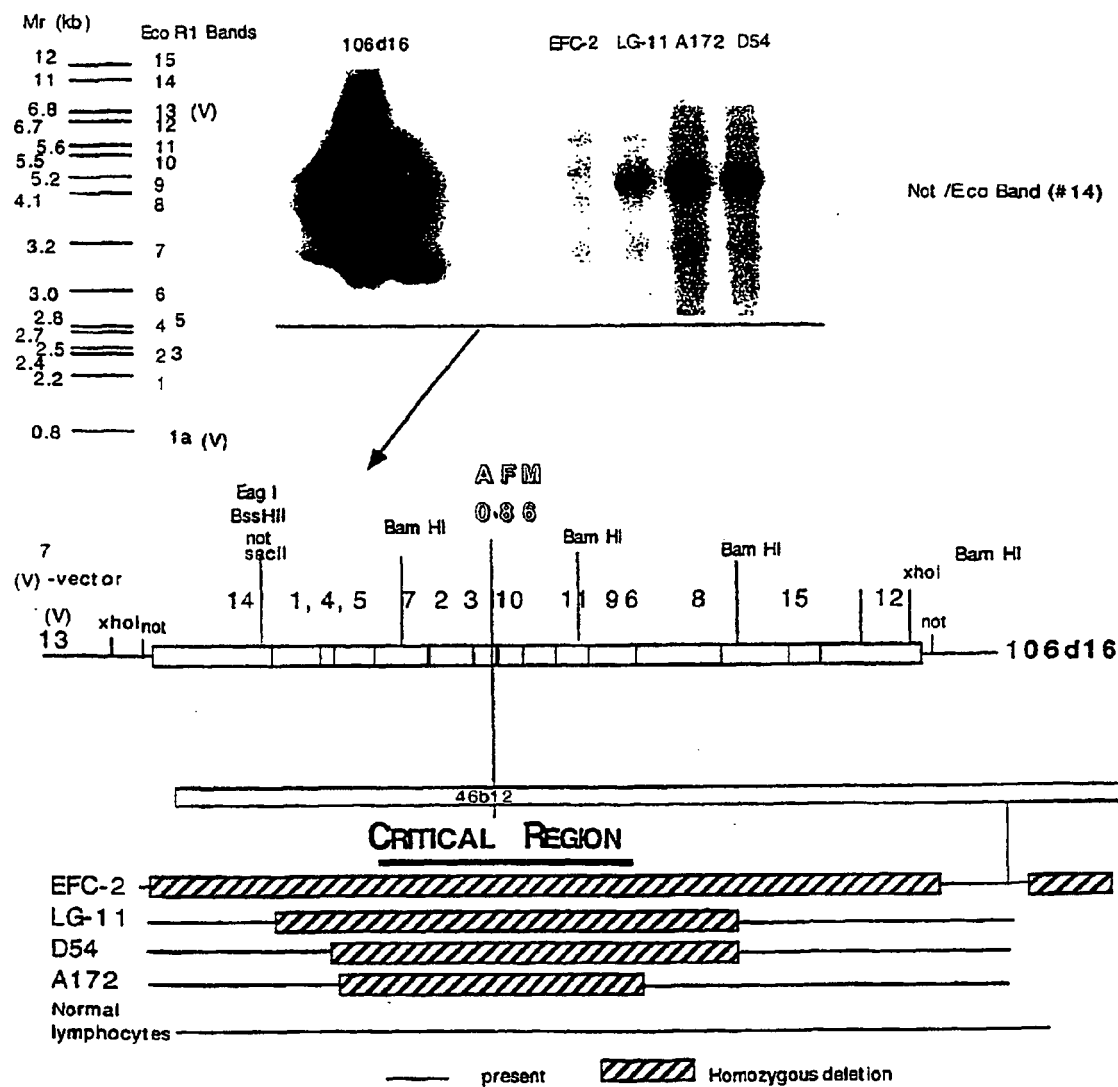 Mr (kb)
Eco R1 Bands
12 15
11 14
6.8 13 (V)
6.7 12
5.6 11
5.5 10
5.2 9
4.1 8
3.2 7
3.0 6
2.8 5
2.7 4
2.5 3
2.4 2
2.2 1
0.8 1a (V)
106d16
EFC-2 LG-11 A172 D54
Not /Eco Band (#14)
AFM
086
Eag I
BssHII
not
sacII
Bam HI
Bam HI
Bam HI
Bam HI
xhoI
not
7
(V) -vector
(V)
13
xhoI not
14 1, 4, 5 7 2 3 10 11 9 6 8 15 12
106d16
46b12
CRITICAL REGION
EFC-2
LG-11
D54
A172
Normal
lymphocytes
present
Homozygous deletion